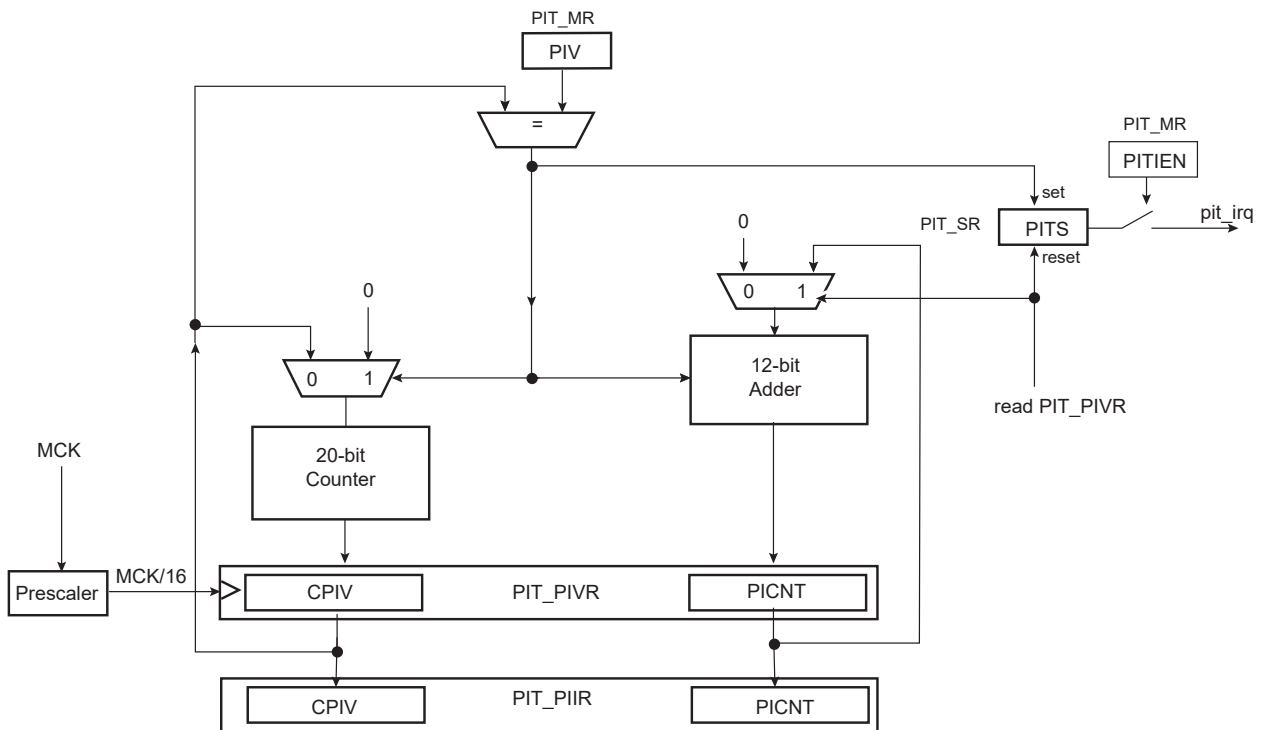 PIT_MR
PIV
=
PIT_MR
PITIEN
set
PIT_SR
PITS
pit_irq
reset
0
0 1
0
0 1
12-bit
Adder
read PIT_PIVR
20-bit
Counter
MCK
MCK/16
Prescaler
CPIV
PIT_PIVR
PICNT
CPIV
PIT_PIIR
PICNT